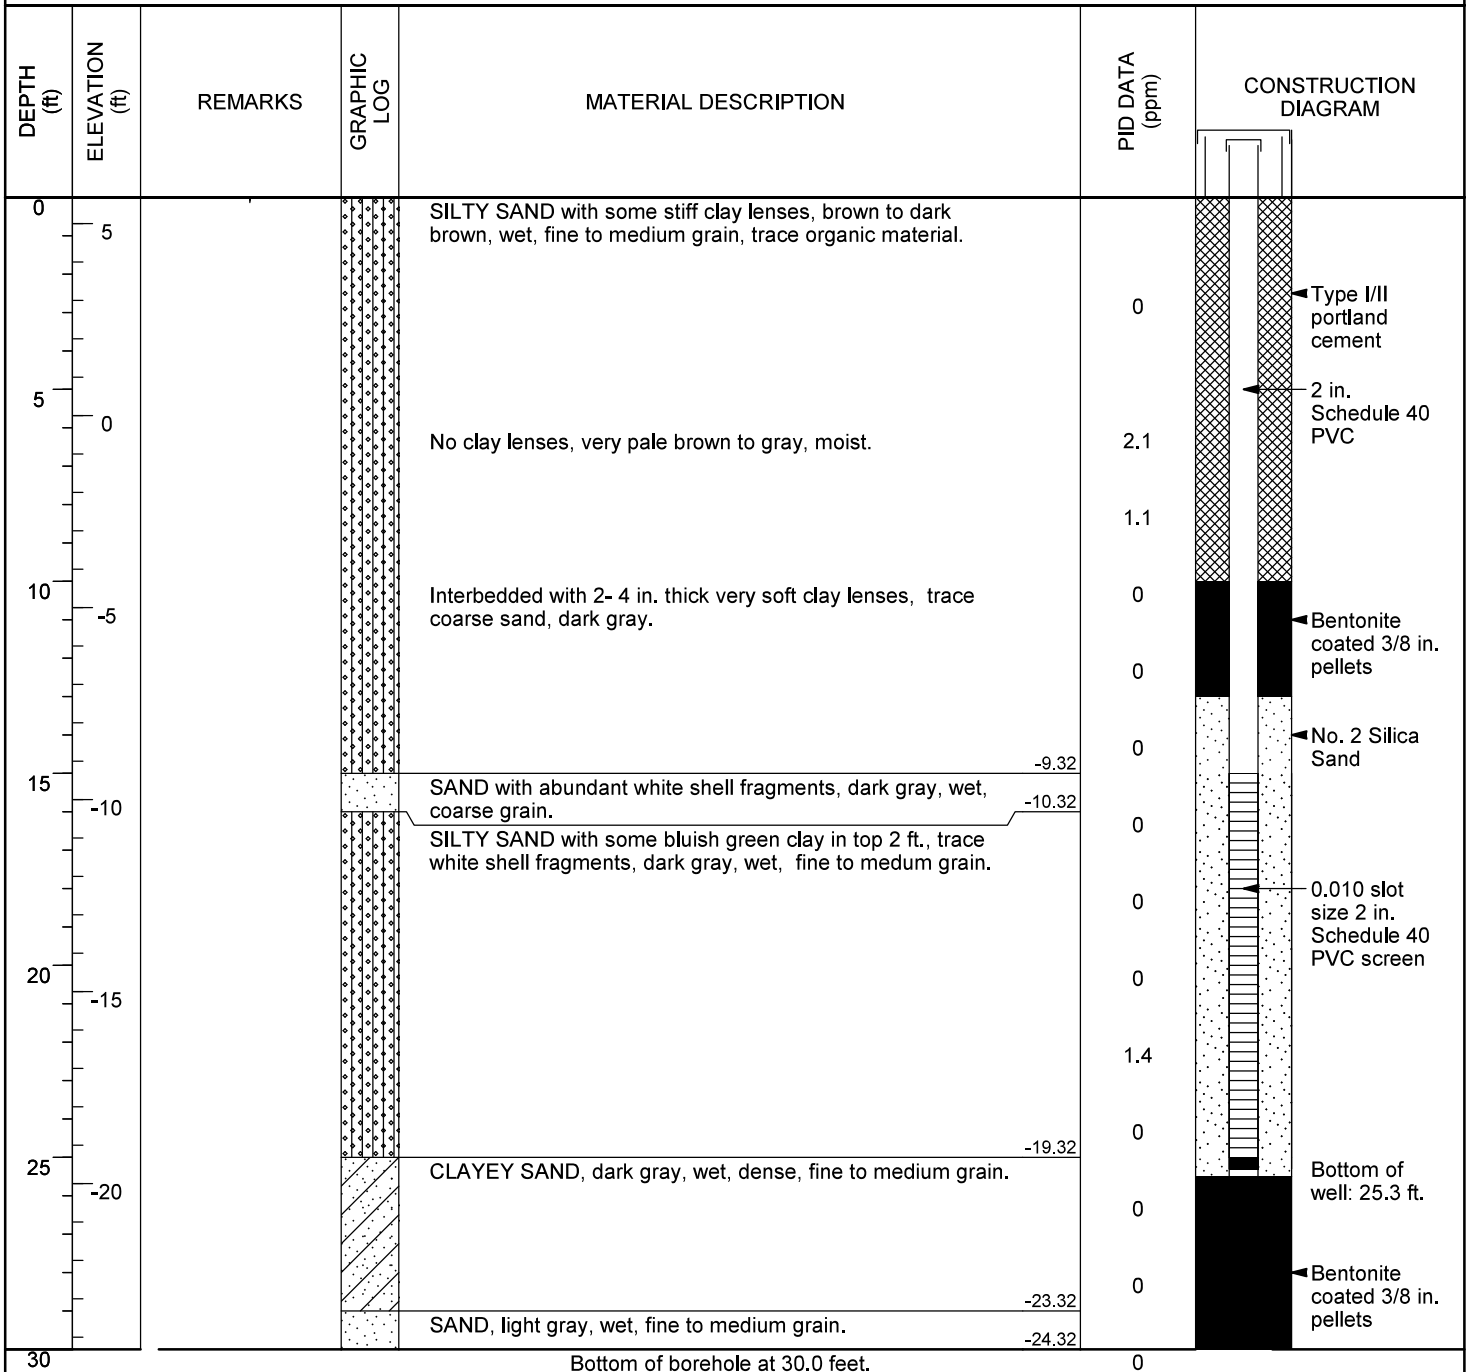 DEPTH
(ft)
ELEVATION
(ft)
REMARKS
GRAPHIC
LOG
MATERIAL DESCRIPTION
PID DATA
(ppm)
CONSTRUCTION
DIAGRAM
0
SILTY SAND with some stiff clay lenses, brown to dark
brown, wet, fine to medium grain, trace organic material.
5
0
Type I/II
portland
cement
5
2 in.
Schedule 40
PVC
0
No clay lenses, very pale brown to gray, moist.
2.1
1.1
10
Interbedded with 2- 4 in. thick very soft clay lenses, trace
coarse sand, dark gray.
0
-5
Bentonite
coated 3/8 in.
pellets
0
No. 2 Silica
Sand
0
-9.32
15
SAND with abundant white shell fragments, dark gray, wet,
coarse grain.
-10
-10.32
0
SILTY SAND with some bluish green clay in top 2 ft., trace
white shell fragments, dark gray, wet, fine to medum grain.
0.010 slot
size 2 in.
Schedule 40
PVC screen
0
20
0
-15
1.4
0
-19.32
25
CLAYEY SAND, dark gray, wet, dense, fine to medium grain.
Bottom of
well: 25.3 ft.
-20
0
0
Bentonite
coated 3/8 in.
pellets
-23.32
SAND, light gray, wet, fine to medium grain.
-24.32
30
Bottom of borehole at 30.0 feet.
0